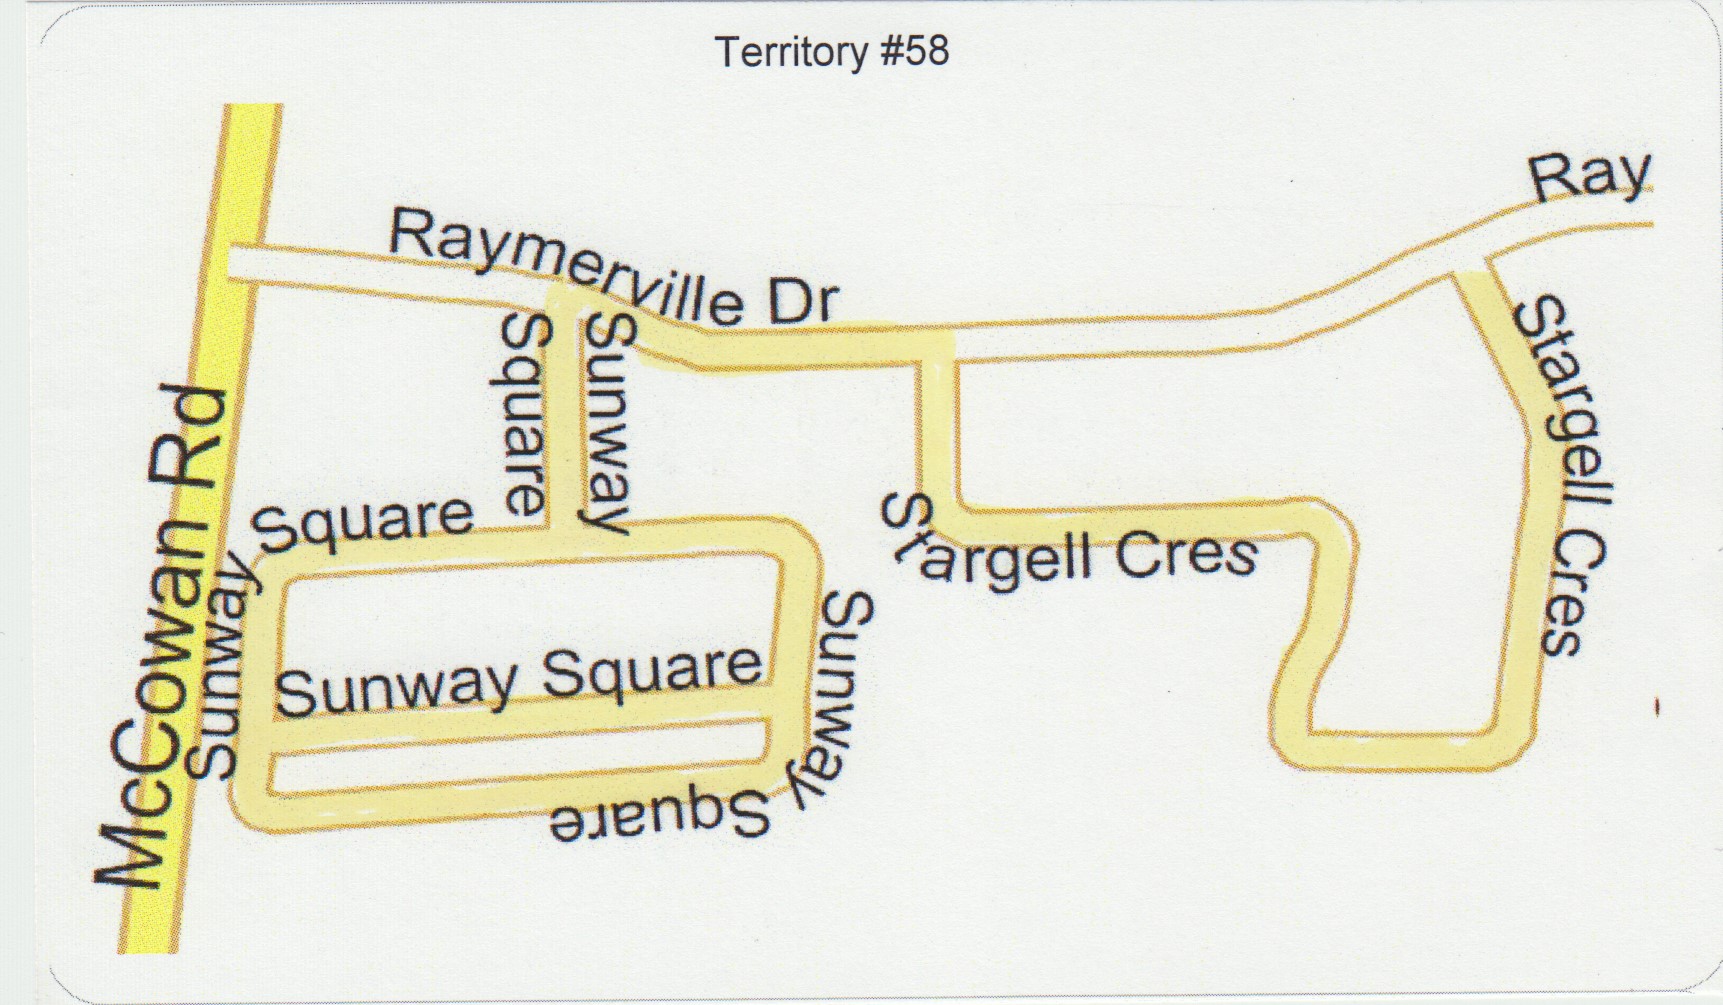 Territory #58
Ray
Raymerville Dr
Sunway
Square
Stargell Cres
McCowan Rd
Sunway Square
Stargell Cres
Sunway Square
Sunway Square